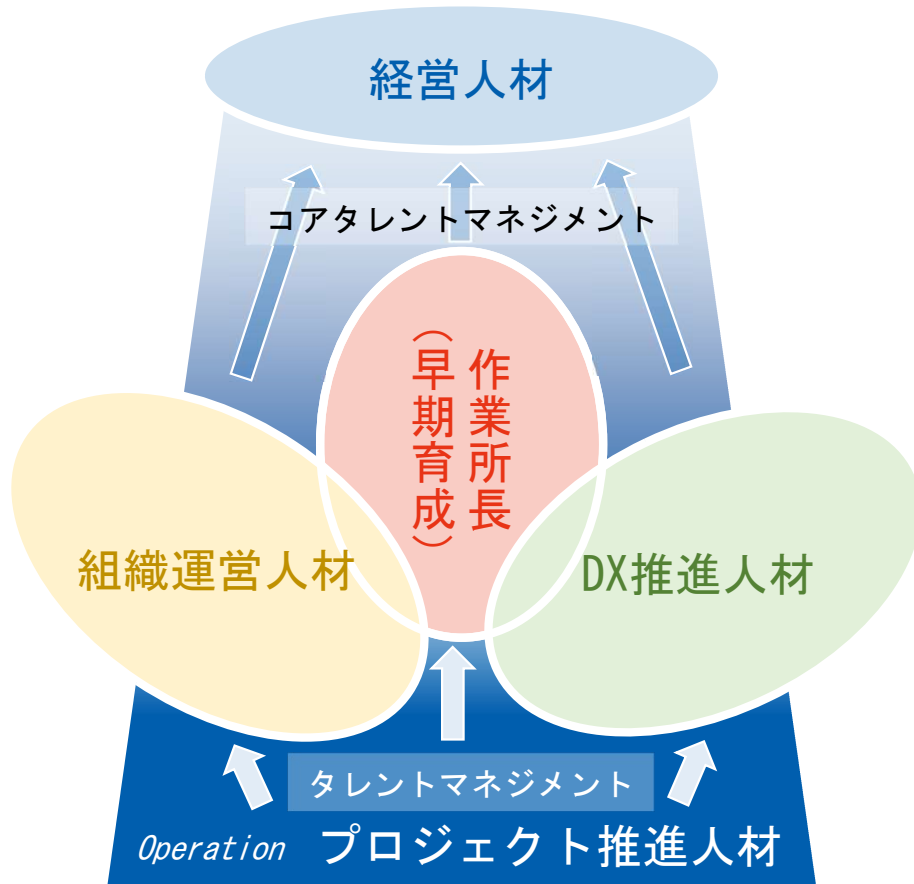 経営人材
コアタレントマネジメント
作業所長
(早期育成)
組織運営人材
DX推進人材
タレントマネジメント
Operation プロジェクト推進人材